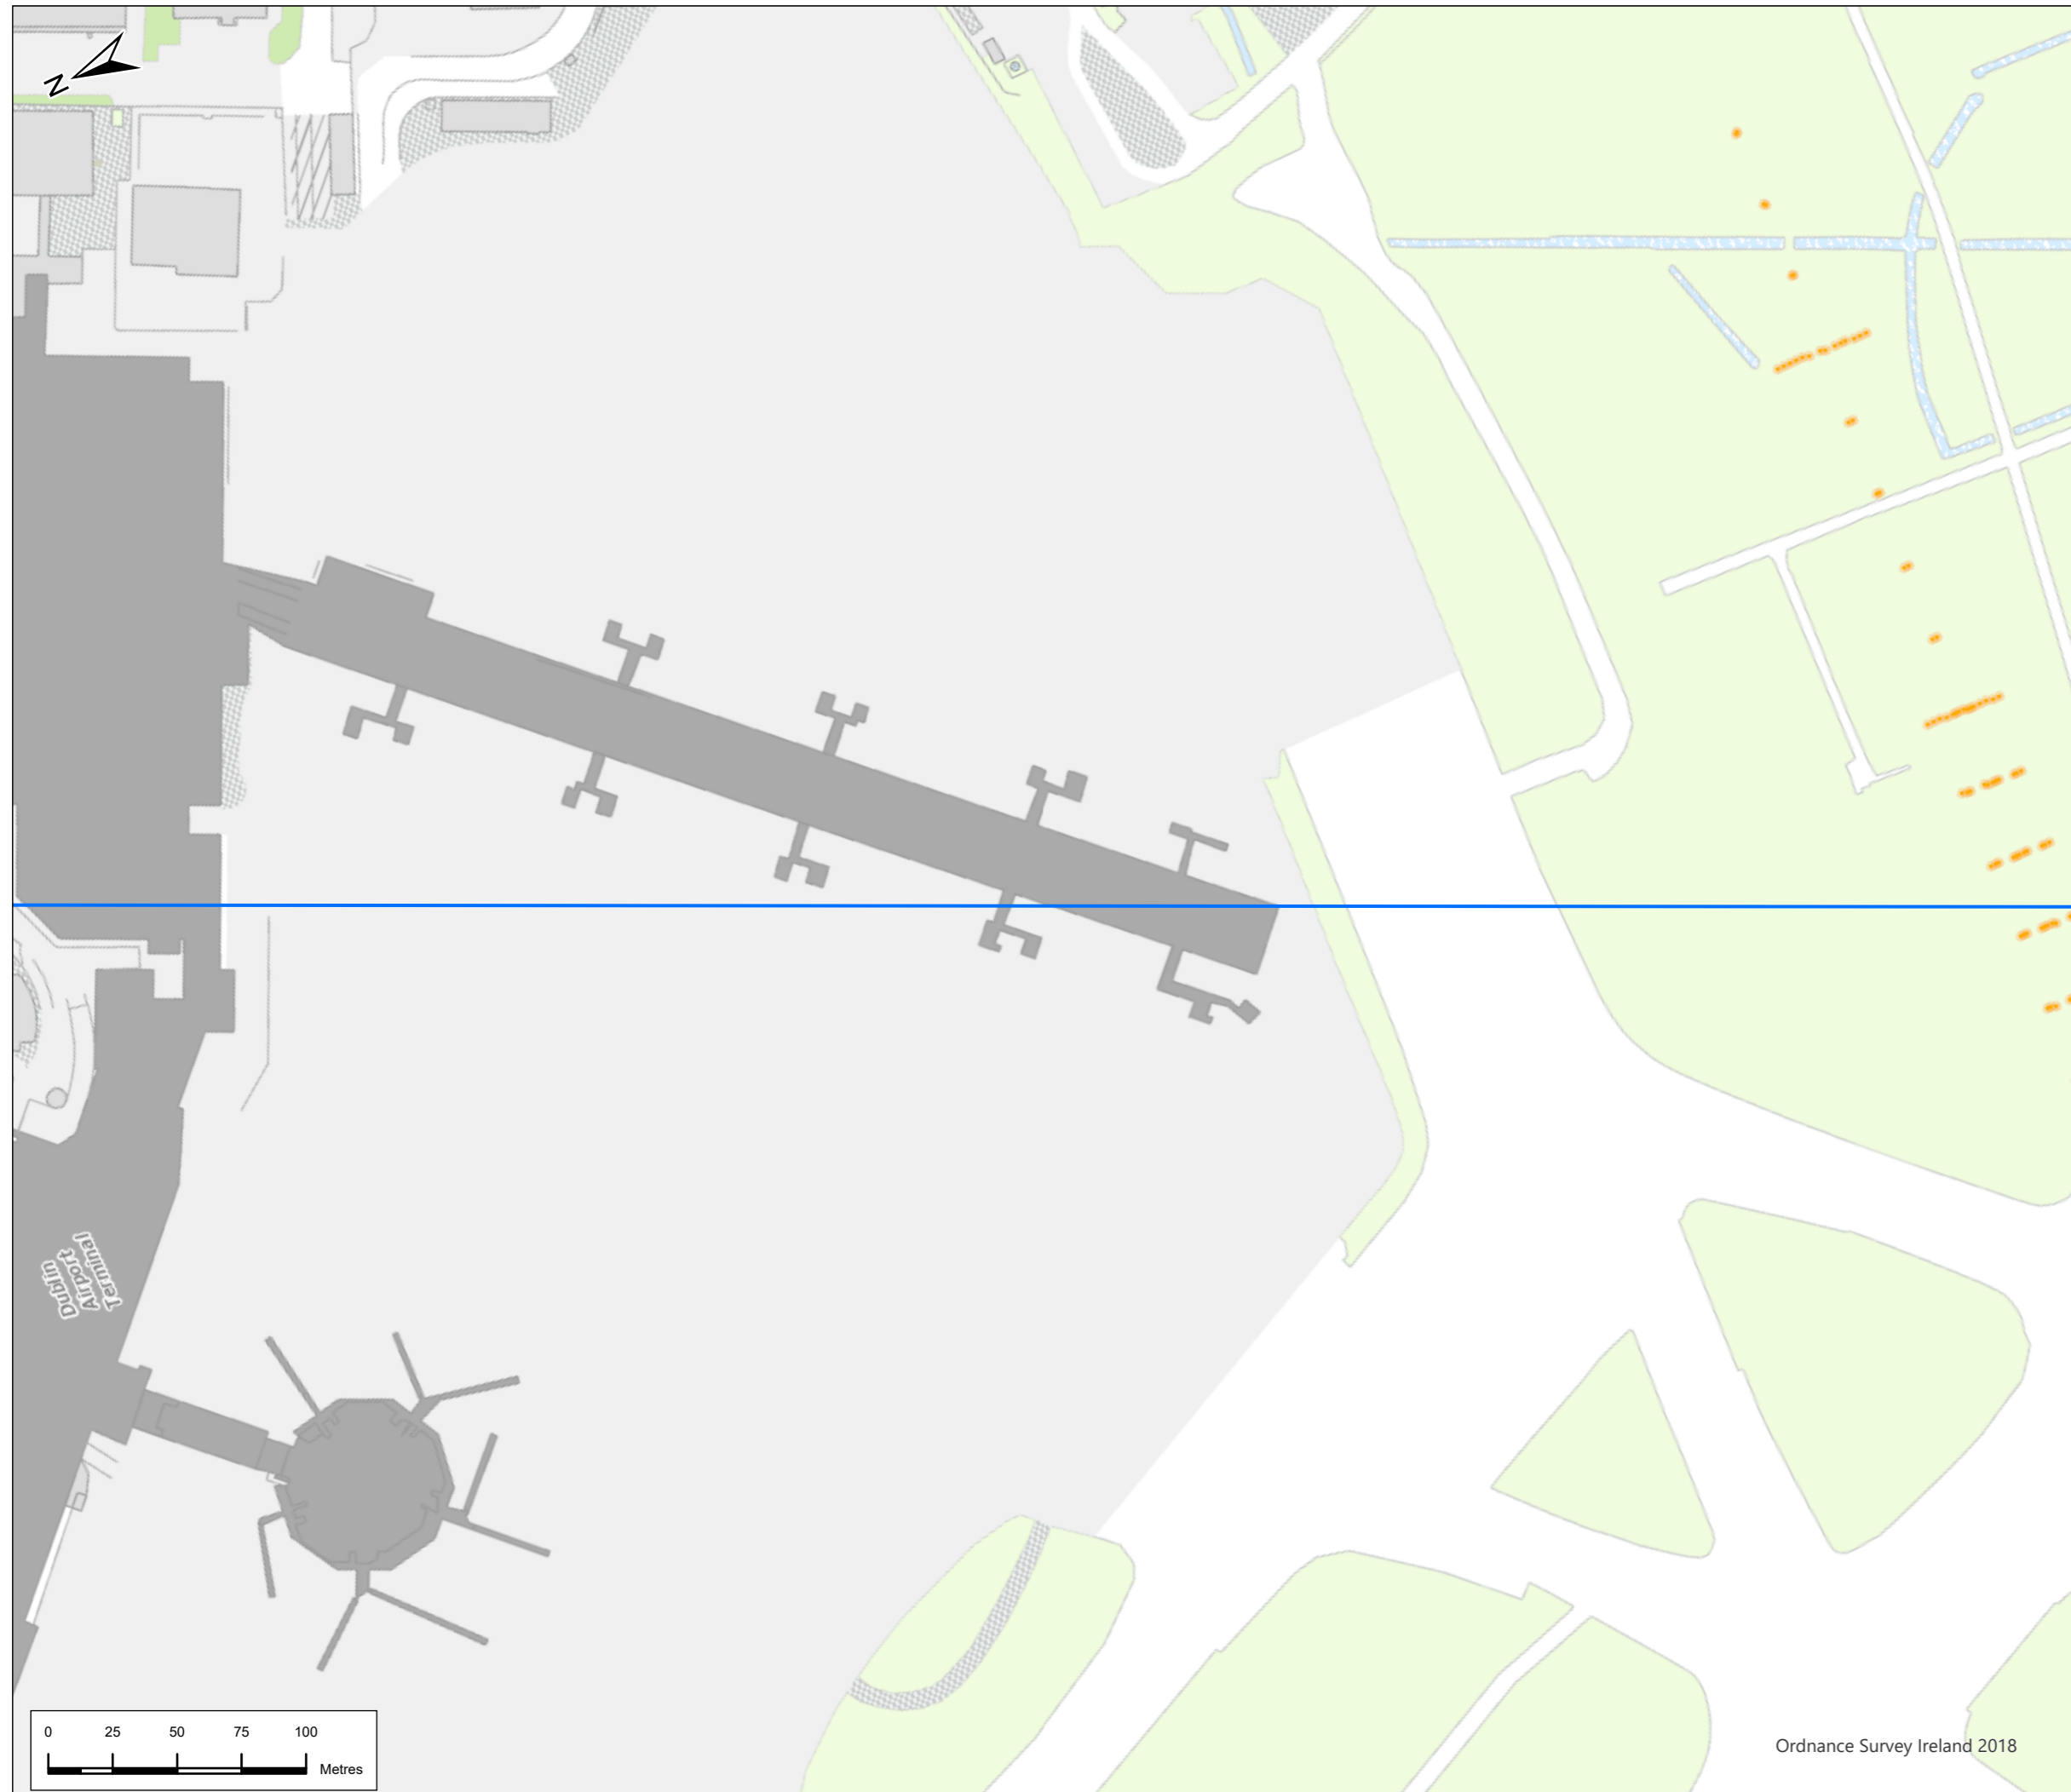 N
Dublin
Airport
Terminal
0 25 50 75 100
Metres
Ordnance Survey Ireland 2018